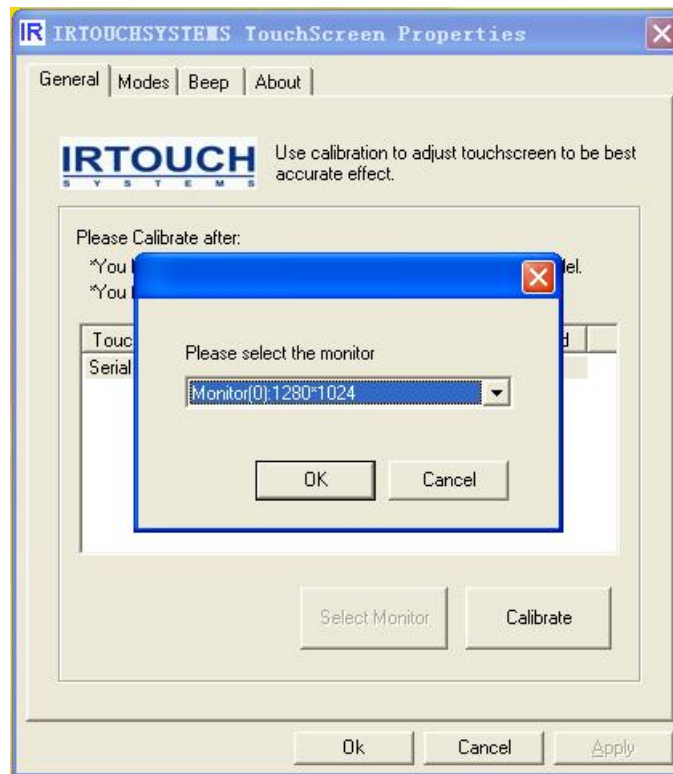 IR IRTOUCHSYSTEMS TouchScreen Properties
General Modes Beep About
IRTOUCH
SYSTEMS
Use calibration to adjust touchscreen to be best
accurate effect.
Please Calibrate after:
*You
*You
Serial
Please select the monitor
Monitor(0):1280*1024
OK Cancel
Select Monitor Calibrate
Ok Cancel Apply